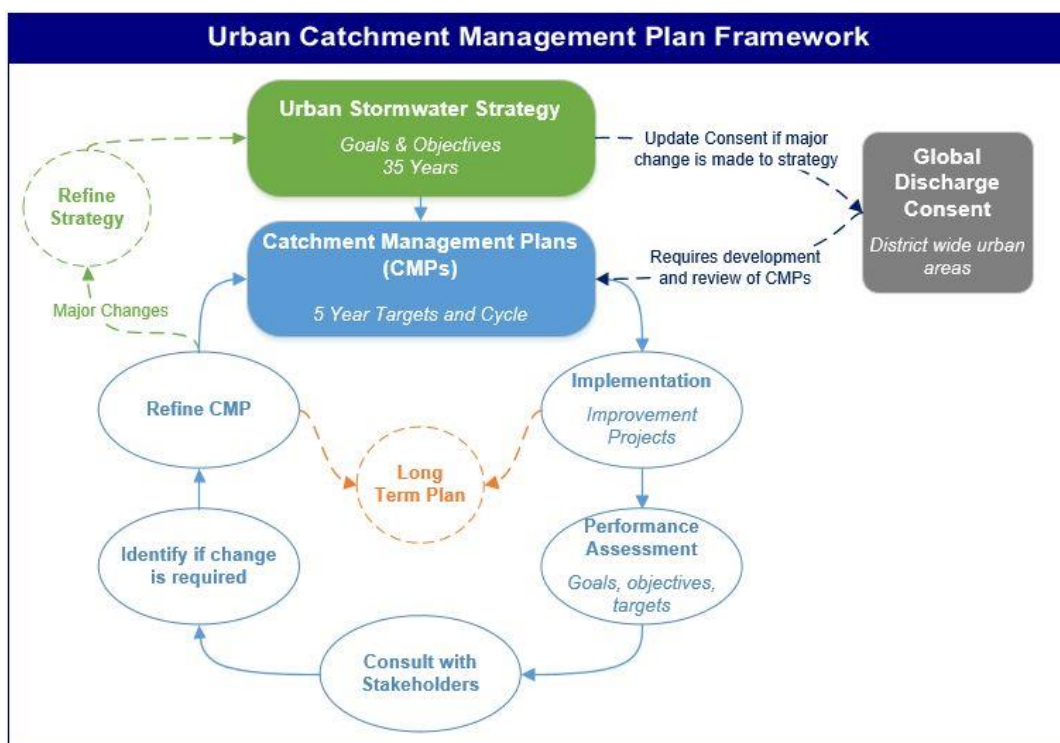 Urban Catchment Management Plan Framework
Urban Stormwater Strategy
Goals & Objectives
35 Years
Update Consent if major
change is made to strategy
Global
Discharge
Consent
District wide urban
areas
Refine
Strategy
Catchment Management Plans
(CMPs)
5 Year Targets and Cycle
Requires development
and review of CMPs
Major Changes
Refine CMP
Implementation
Improvement
Projects
Long
Term Plan
Identify if change
is required
Performance
Assessment
Goals, objectives,
targets
Consult with
Stakeholders